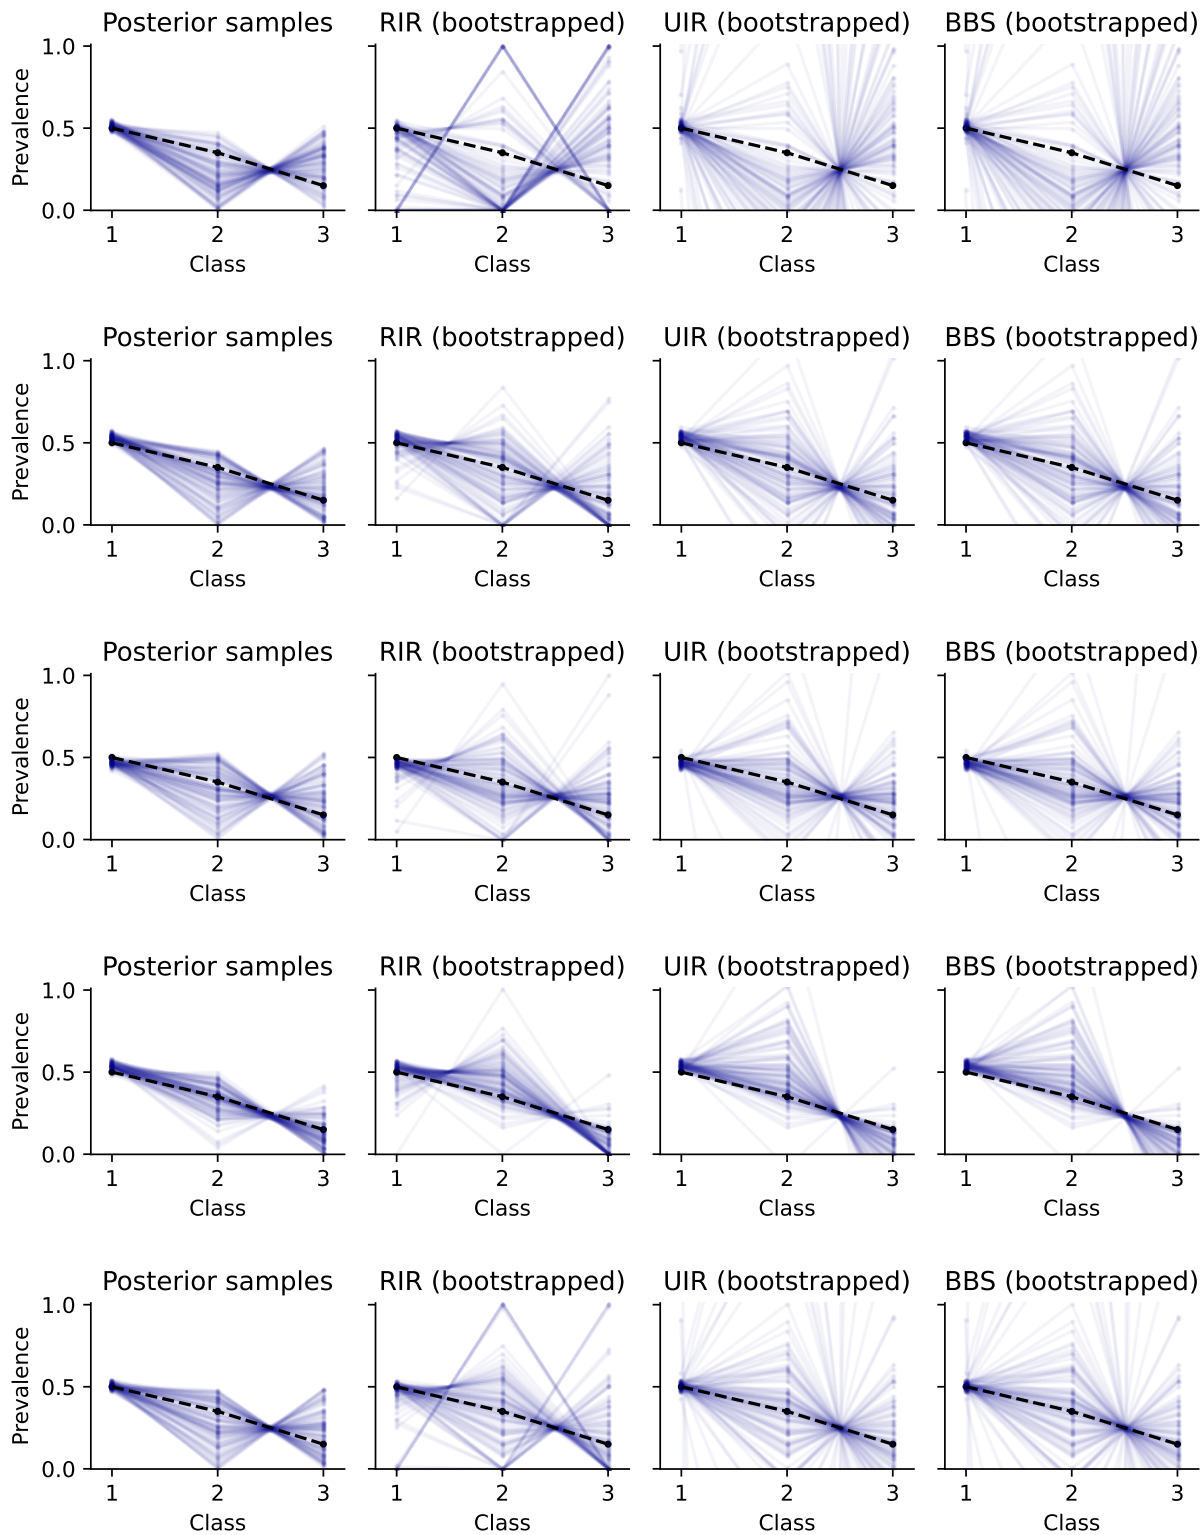 Posterior samples RIR (bootstrapped) UIR (bootstrapped) BBS (bootstrapped)
1.0
0.5
0.0
Prevalence
1 2 3 1 2 3 1 2 3 1 2 3
Class Class Class Class
Posterior samples RIR (bootstrapped) UIR (bootstrapped) BBS (bootstrapped)
1.0
0.5
0.0
Prevalence
1 2 3 1 2 3 1 2 3 1 2 3
Class Class Class Class
Posterior samples RIR (bootstrapped) UIR (bootstrapped) BBS (bootstrapped)
1.0
0.5
0.0
Prevalence
1 2 3 1 2 3 1 2 3 1 2 3
Class Class Class Class
Posterior samples RIR (bootstrapped) UIR (bootstrapped) BBS (bootstrapped)
1.0
0.5
0.0
Prevalence
1 2 3 1 2 3 1 2 3 1 2 3
Class Class Class Class
Posterior samples RIR (bootstrapped) UIR (bootstrapped) BBS (bootstrapped)
1.0
0.5
0.0
Prevalence
1 2 3 1 2 3 1 2 3 1 2 3
Class Class Class Class